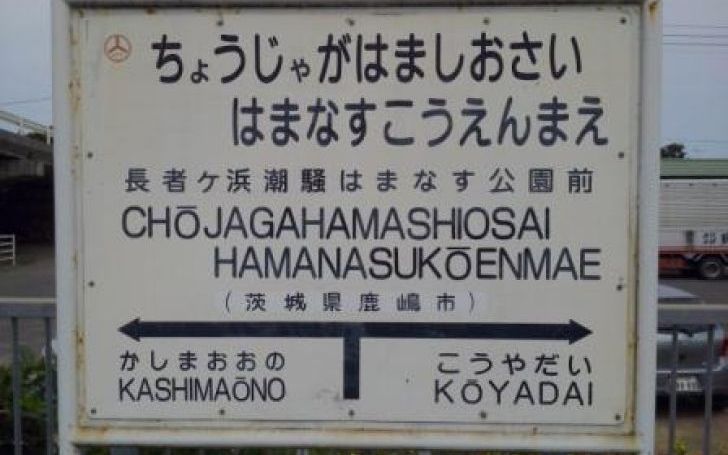 ちょうじゃがはましおさい
はまなすこうえんまえ
長者ヶ浜潮騒はまなす公園前
CHŌJAGAHAMASHIOSAI
HAMANASUKŌENMAE
(茨城県鹿嶋市)
かしまおおの
KASHIMAŌNO
こうやだい
KŌYADAI